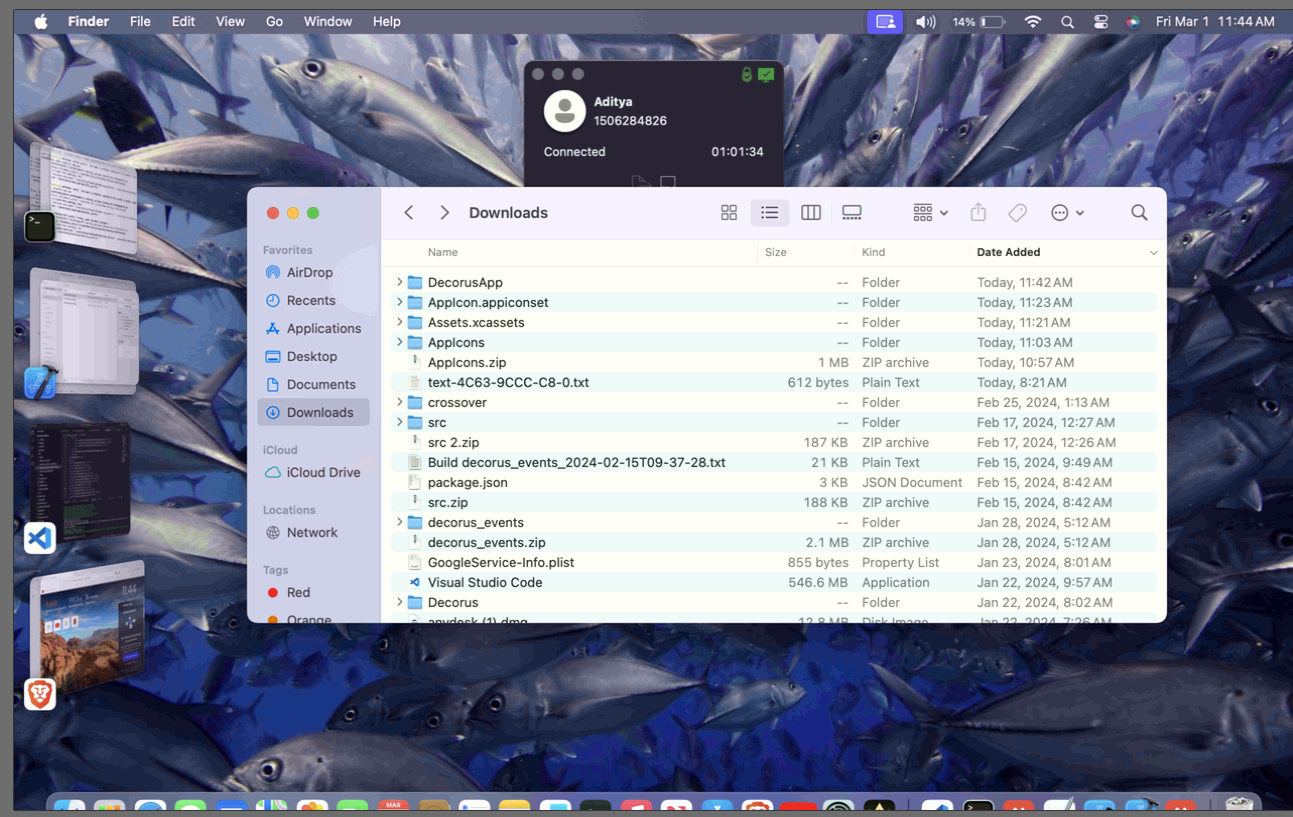 Finder File Edit View Go Window Help 14% Fri Mar 1 11:44 AM
Aditya
1506284826
Connected 01:01:34
Downloads
Favorites
AirDrop
Recents
Applications
Desktop
Documents
Downloads
iCloud
iCloud Drive
Locations
Network
Tags
Red
Orange
Name Size Kind Date Added
DecorusApp -- Folder Today, 11:42 AM
AppIcon.appiconset -- Folder Today, 11:23 AM
Assets.xcassets -- Folder Today, 11:21 AM
AppIcons -- Folder Today, 11:03 AM
AppIcons.zip 1 MB ZIP archive Today, 10:57 AM
text-4C63-9CCC-C8-0.txt 612 bytes Plain Text Today, 8:21 AM
crossover -- Folder Feb 25, 2024, 1:13 AM
src -- Folder Feb 17, 2024, 12:27 AM
src 2.zip 187 KB ZIP archive Feb 17, 2024, 12:26 AM
Build decorus_events_2024-02-15T09-37-28.txt 21 KB Plain Text Feb 15, 2024, 9:49 AM
package.json 3 KB JSON Document Feb 15, 2024, 8:42 AM
src.zip 188 KB ZIP archive Feb 15, 2024, 8:42 AM
decorus_events -- Folder Jan 28, 2024, 5:12 AM
decorus_events.zip 2.1 MB ZIP archive Jan 28, 2024, 5:12 AM
GoogleService-Info.plist 855 bytes Property List Jan 23, 2024, 8:01 AM
Visual Studio Code 546.6 MB Application Jan 22, 2024, 9:57 AM
Decorus -- Folder Jan 22, 2024, 8:02 AM
anydesk (1).dmg 12.8 MB Disk Image Jan 22, 2024, 7:26 AM
11:44
MAR